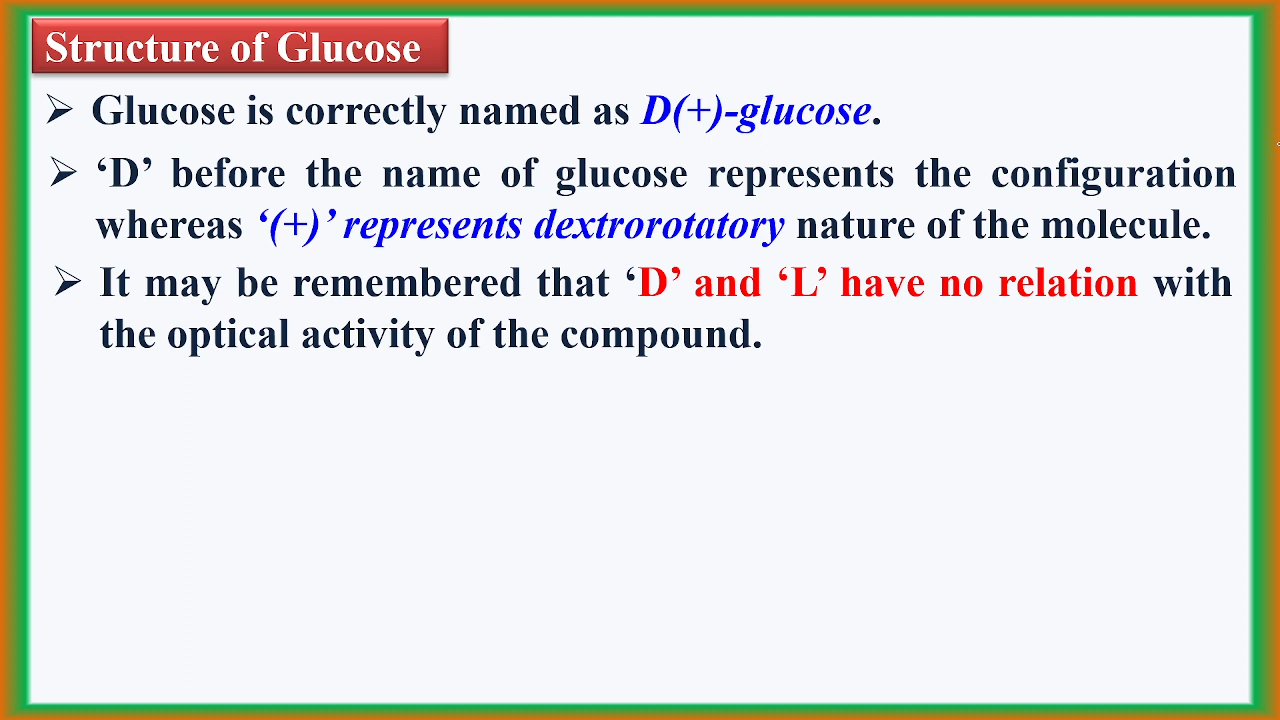 Structure of Glucose
➢ Glucose is correctly named as D(+)-glucose.
➢ ‘D’ before the name of glucose represents the configuration
whereas ‘(+)’ represents dextrorotatory nature of the molecule.
➢ It may be remembered that ‘D’ and ‘L’ have no relation with
the optical activity of the compound.